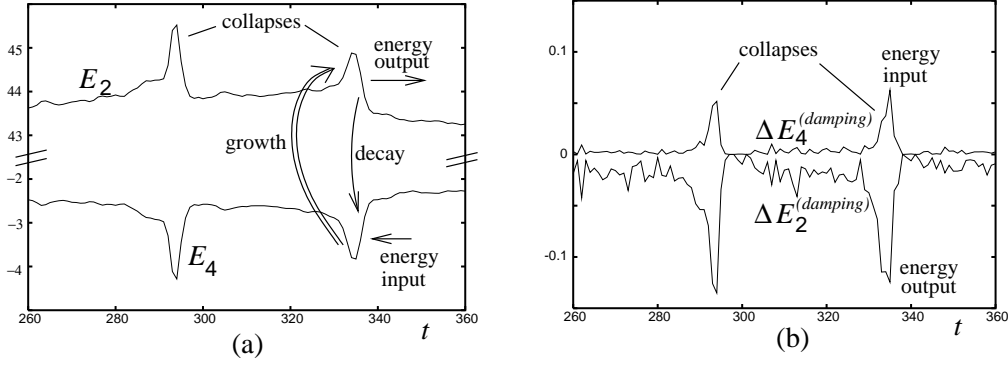 collapses
energy
output
E2
growth
decay
E4
energy
input
45
44
43
−2
−3
−4
260
280
300
320
340
360
t
(a)
collapses
energy
input
ΔE4(damping)
ΔE2(damping)
energy
output
0.1
0
-0.1
260
280
300
320
340
360
t
(b)